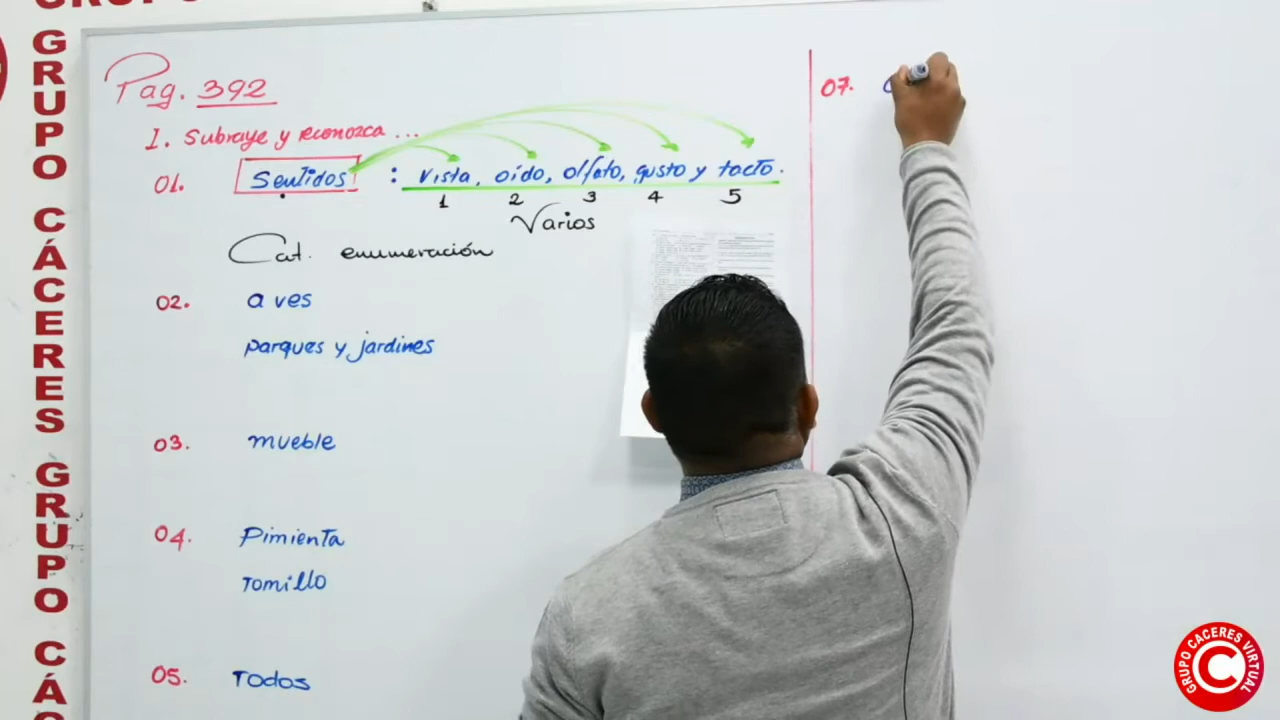 GRUPO CÁCERES GRUPO CÁ
Pag. 392
I. Subraye y reconozca ...
01. Sentidos : vista, oído, olfato, gusto y tacto.
1 2 3 4 5
Varios
Cat. enumeración
02. aves
parques y jardines
03. mueble
04. Pimienta
Tomillo
05. Todos
07.
GRUPO CACERES VIRTUAL
C